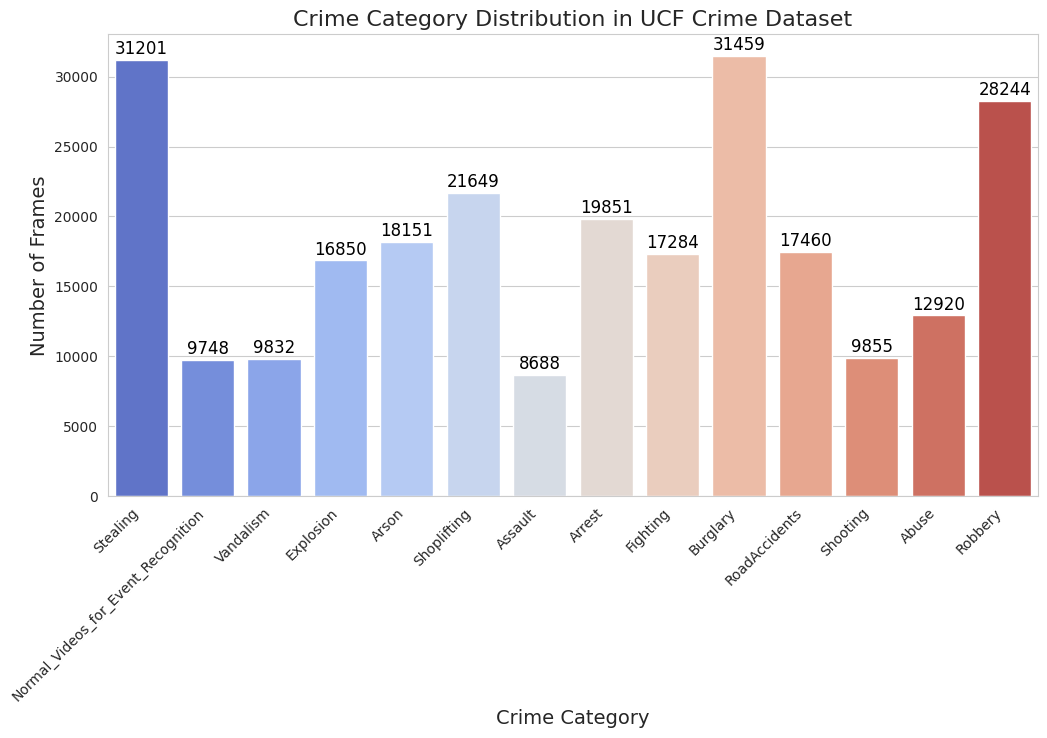 Crime Category Distribution in UCF Crime Dataset
Number of Frames
30000
25000
20000
15000
10000
5000
0
31201
9748
9832
16850
18151
21649
8688
19851
17284
31459
17460
9855
12920
28244
Stealing
Normal_Videos_for_Event_Recognition
Vandalism
Explosion
Arson
Shoplifting
Assault
Arrest
Fighting
Burglary
RoadAccidents
Shooting
Abuse
Robbery
Crime Category